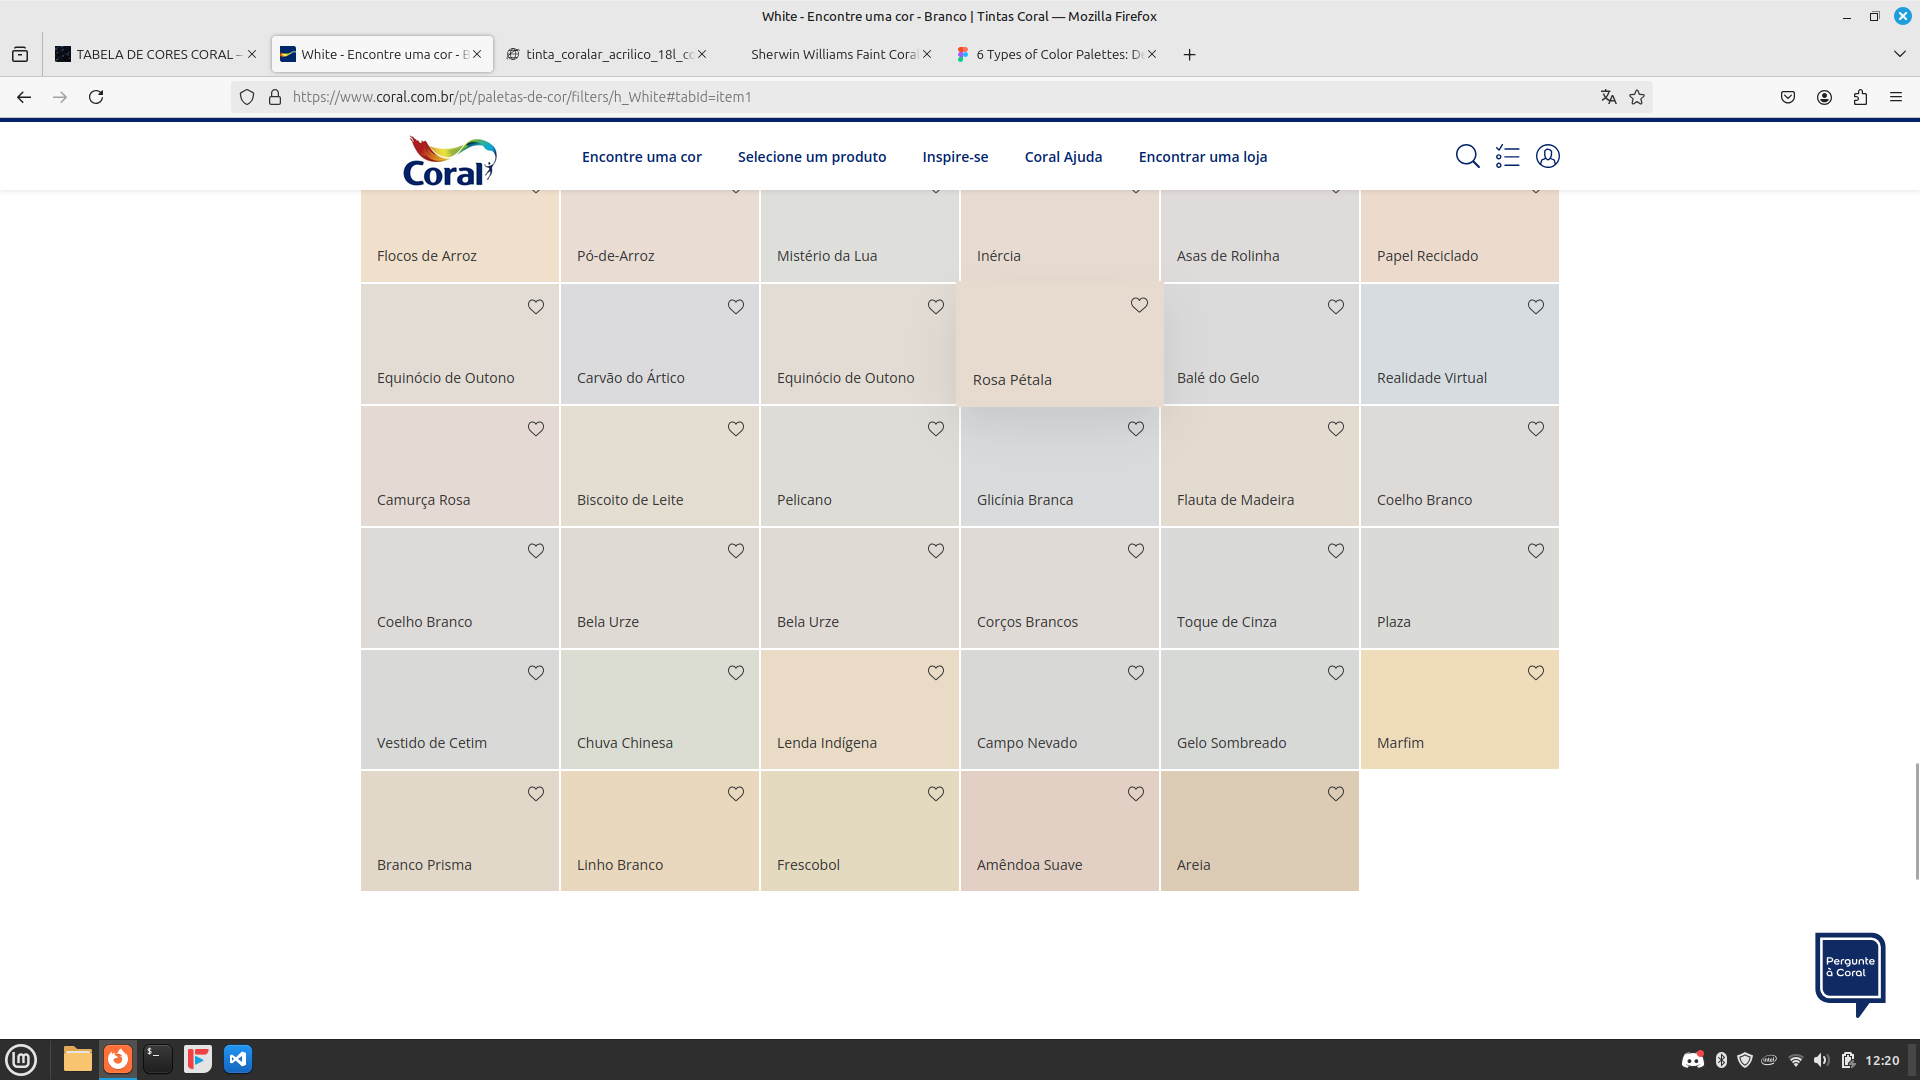 White - Encontre uma cor - Branco | Tintas Coral — Mozilla Firefox
TABELA DE CORES CORAL –
White - Encontre uma cor - B
tinta_coralar_acrilico_18l_cc
Sherwin Williams Faint Coral
6 Types of Color Palettes: De
https://www.coral.com.br/pt/paletas-de-cor/filters/h_White#tabId=item1
Coral
Encontre uma cor
Selecione um produto
Inspire-se
Coral Ajuda
Encontrar uma loja
Flocos de Arroz
Pó-de-Arroz
Mistério da Lua
Inércia
Asas de Rolinha
Papel Reciclado
Equinócio de Outono
Carvão do Ártico
Equinócio de Outono
Rosa Pétala
Balé do Gelo
Realidade Virtual
Camurça Rosa
Biscoito de Leite
Pelicano
Glicínia Branca
Flauta de Madeira
Coelho Branco
Coelho Branco
Bela Urze
Bela Urze
Corços Brancos
Toque de Cinza
Plaza
Vestido de Cetim
Chuva Chinesa
Lenda Indígena
Campo Nevado
Gelo Sombreado
Marfim
Branco Prisma
Linho Branco
Frescobol
Amêndoa Suave
Areia
Pergunte
à Coral
12:20